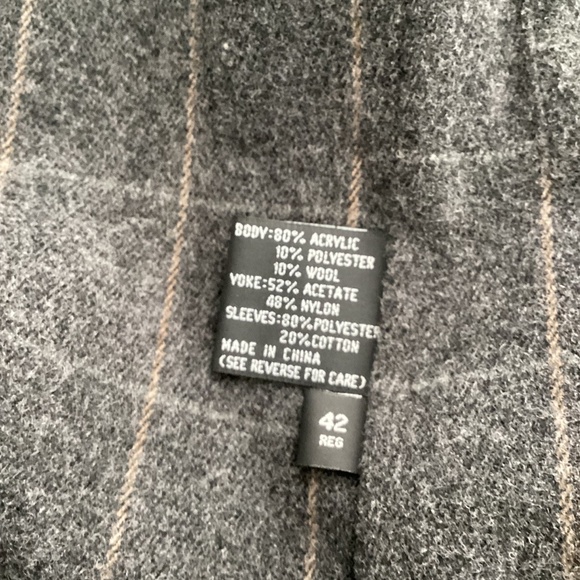 BODY:80% ACRYLIC
10% POLYESTER
10% WOOL
YOKE:52% ACETATE
48% NYLON
SLEEVES:80%POLYESTER
20%COTTON
MADE IN CHINA
(SEE REVERSE FOR CARE)
42
REG